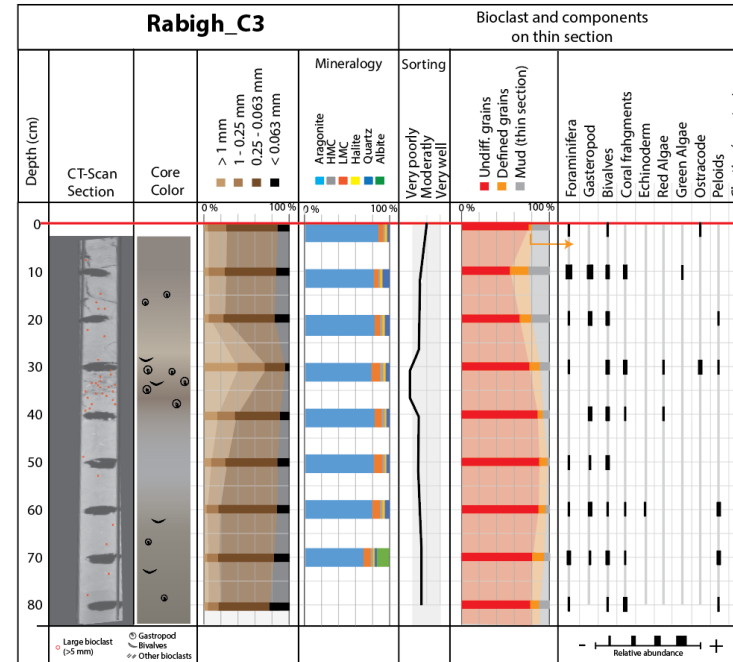 Rabigh_C3
Bioclast and components
on thin section
Depth (cm)
CT-Scan
Section
Core
Color
> 1 mm
1 - 0.25 mm
0.25 - 0.063 mm
< 0.063 mm
Mineralogy
Aragonite
HMC
LMC
Halite
Quartz
Albite
Sorting
Very poorly
Moderatly
Very well
Undiff. grains
Defined grains
Mud (thin section)
Foraminifera
Gasteropod
Bivalves
Coral frahgments
Echinoderm
Red Algae
Green Algae
Ostracode
Peloids
0 % 100 %
0 % 100 %
0 % 100 %
0
10
20
30
40
50
60
70
80
Large bioclast
(>5 mm)
Gastropod
Bivalves
Other bioclasts
- +
Relative abundance